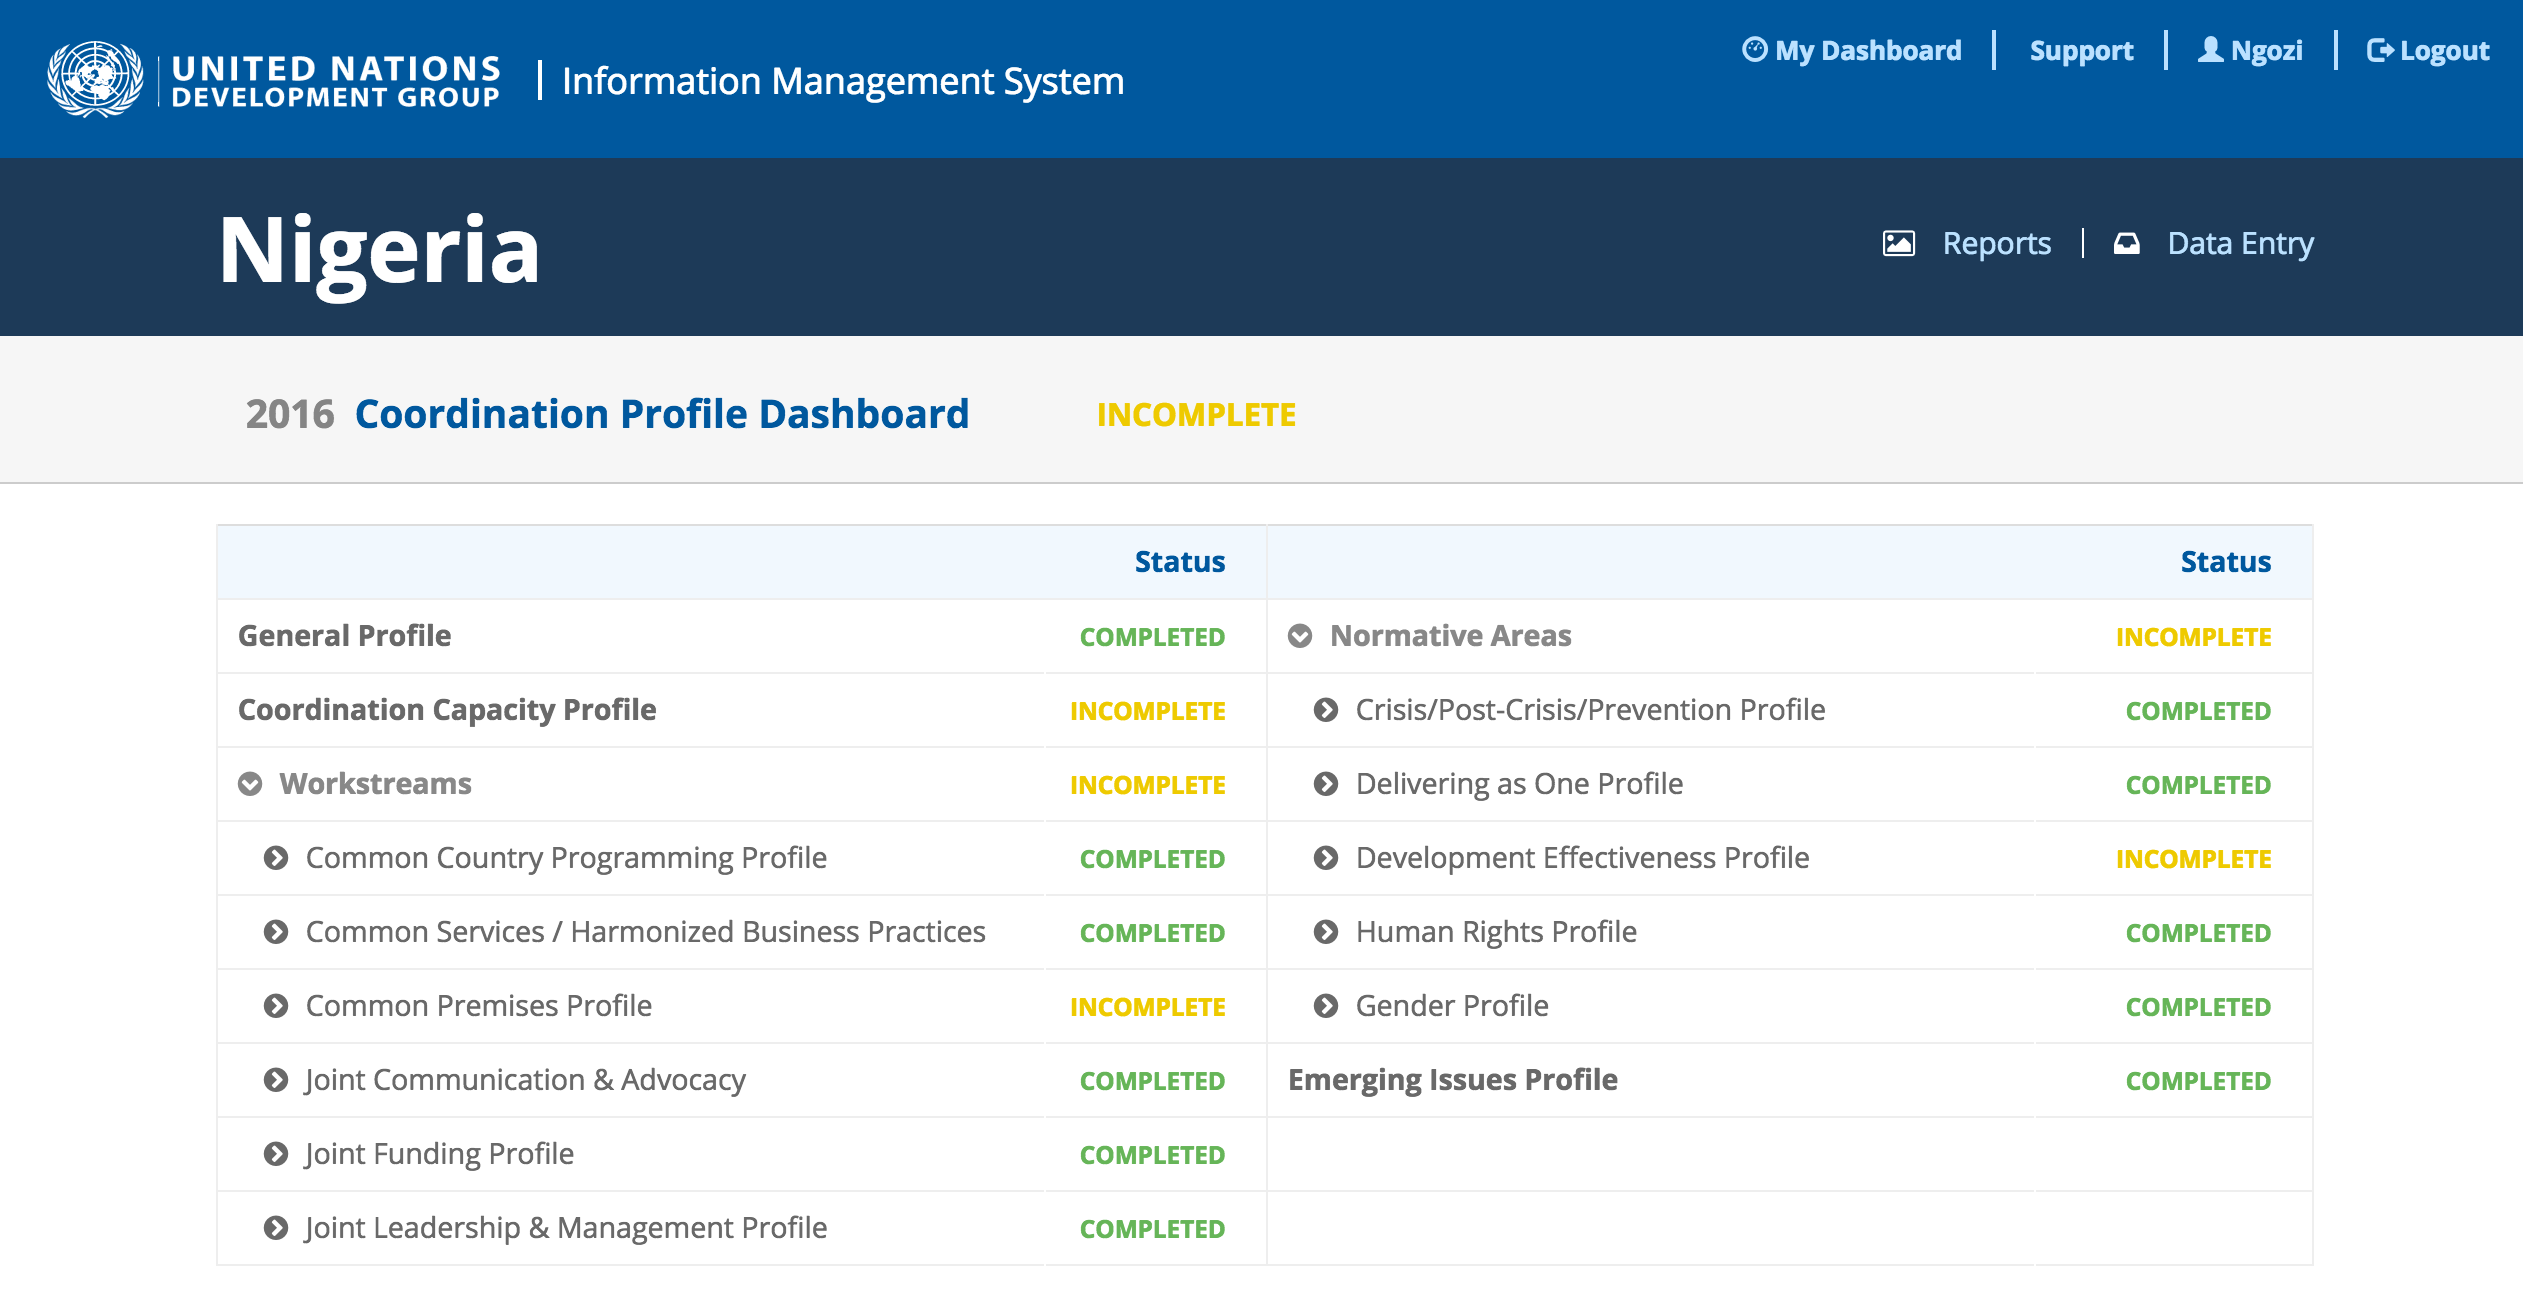 UNITED NATIONS
DEVELOPMENT GROUP
Information Management System
My Dashboard
Support
Ngozi
Logout
Nigeria
Reports
Data Entry
2016 Coordination Profile Dashboard INCOMPLETE
Status
General Profile COMPLETED
Coordination Capacity Profile INCOMPLETE
Workstreams INCOMPLETE
Common Country Programming Profile COMPLETED
Common Services / Harmonized Business Practices COMPLETED
Common Premises Profile INCOMPLETE
Joint Communication & Advocacy COMPLETED
Joint Funding Profile COMPLETED
Joint Leadership & Management Profile COMPLETED
Status
Normative Areas INCOMPLETE
Crisis/Post-Crisis/Prevention Profile COMPLETED
Delivering as One Profile COMPLETED
Development Effectiveness Profile INCOMPLETE
Human Rights Profile COMPLETED
Gender Profile COMPLETED
Emerging Issues Profile COMPLETED